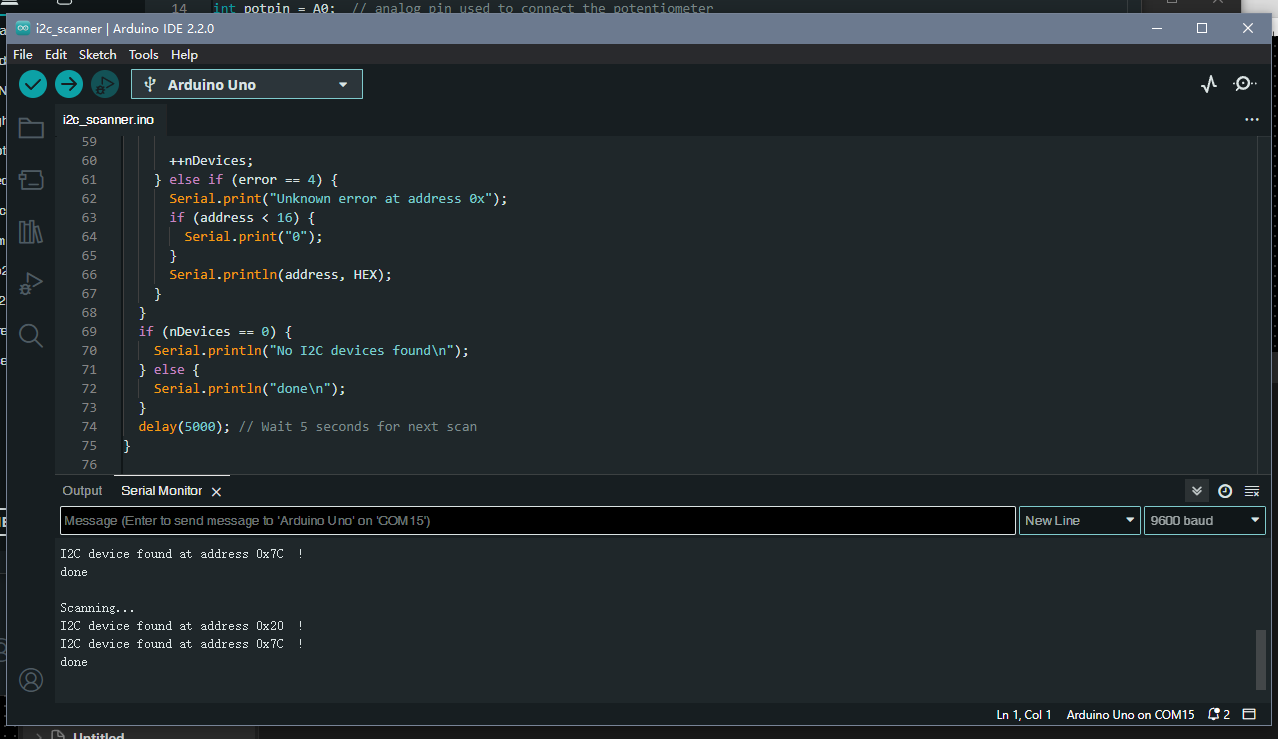 14 int potpin = A0;  // analog pin used to connect the potentiometer
i2c_scanner | Arduino IDE 2.2.0
File Edit Sketch Tools Help
Arduino Uno
i2c_scanner.ino
59
60 ++nDevices;
61 } else if (error == 4) {
62 Serial.print("Unknown error at address 0x");
63 if (address < 16) {
64 Serial.print("0");
65 }
66 Serial.println(address, HEX);
67 }
68 }
69 if (nDevices == 0) {
70 Serial.println("No I2C devices found\n");
71 } else {
72 Serial.println("done\n");
73 }
74 delay(5000); // Wait 5 seconds for next scan
75 }
76
Output Serial Monitor
Message (Enter to send message to 'Arduino Uno' on 'COM15') New Line 9600 baud
I2C device found at address 0x7C  !
done
Scanning...
I2C device found at address 0x20  !
I2C device found at address 0x7C  !
done
Ln 1, Col 1 Arduino Uno on COM15 2
Untitled